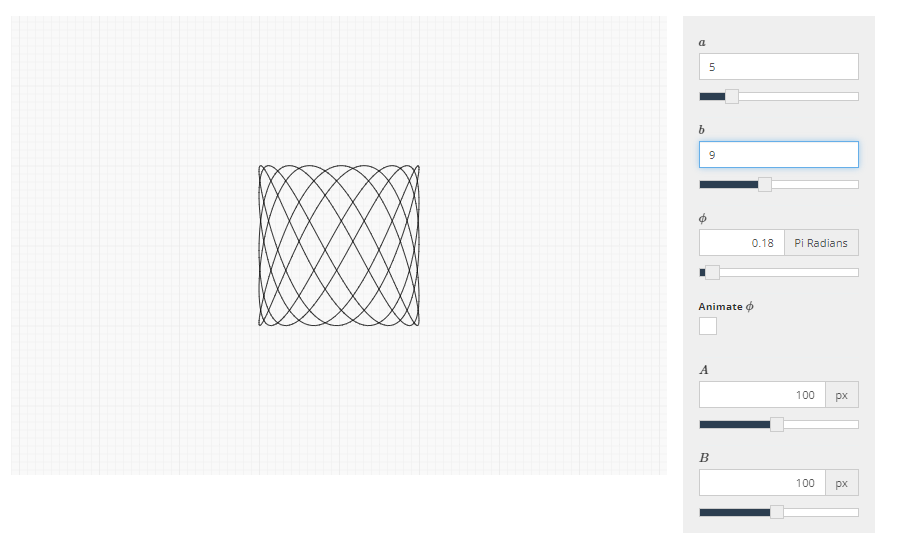 a
5
b
9
ϕ
0.18 Pi Radians
Animate ϕ
A
100 px
B
100 px